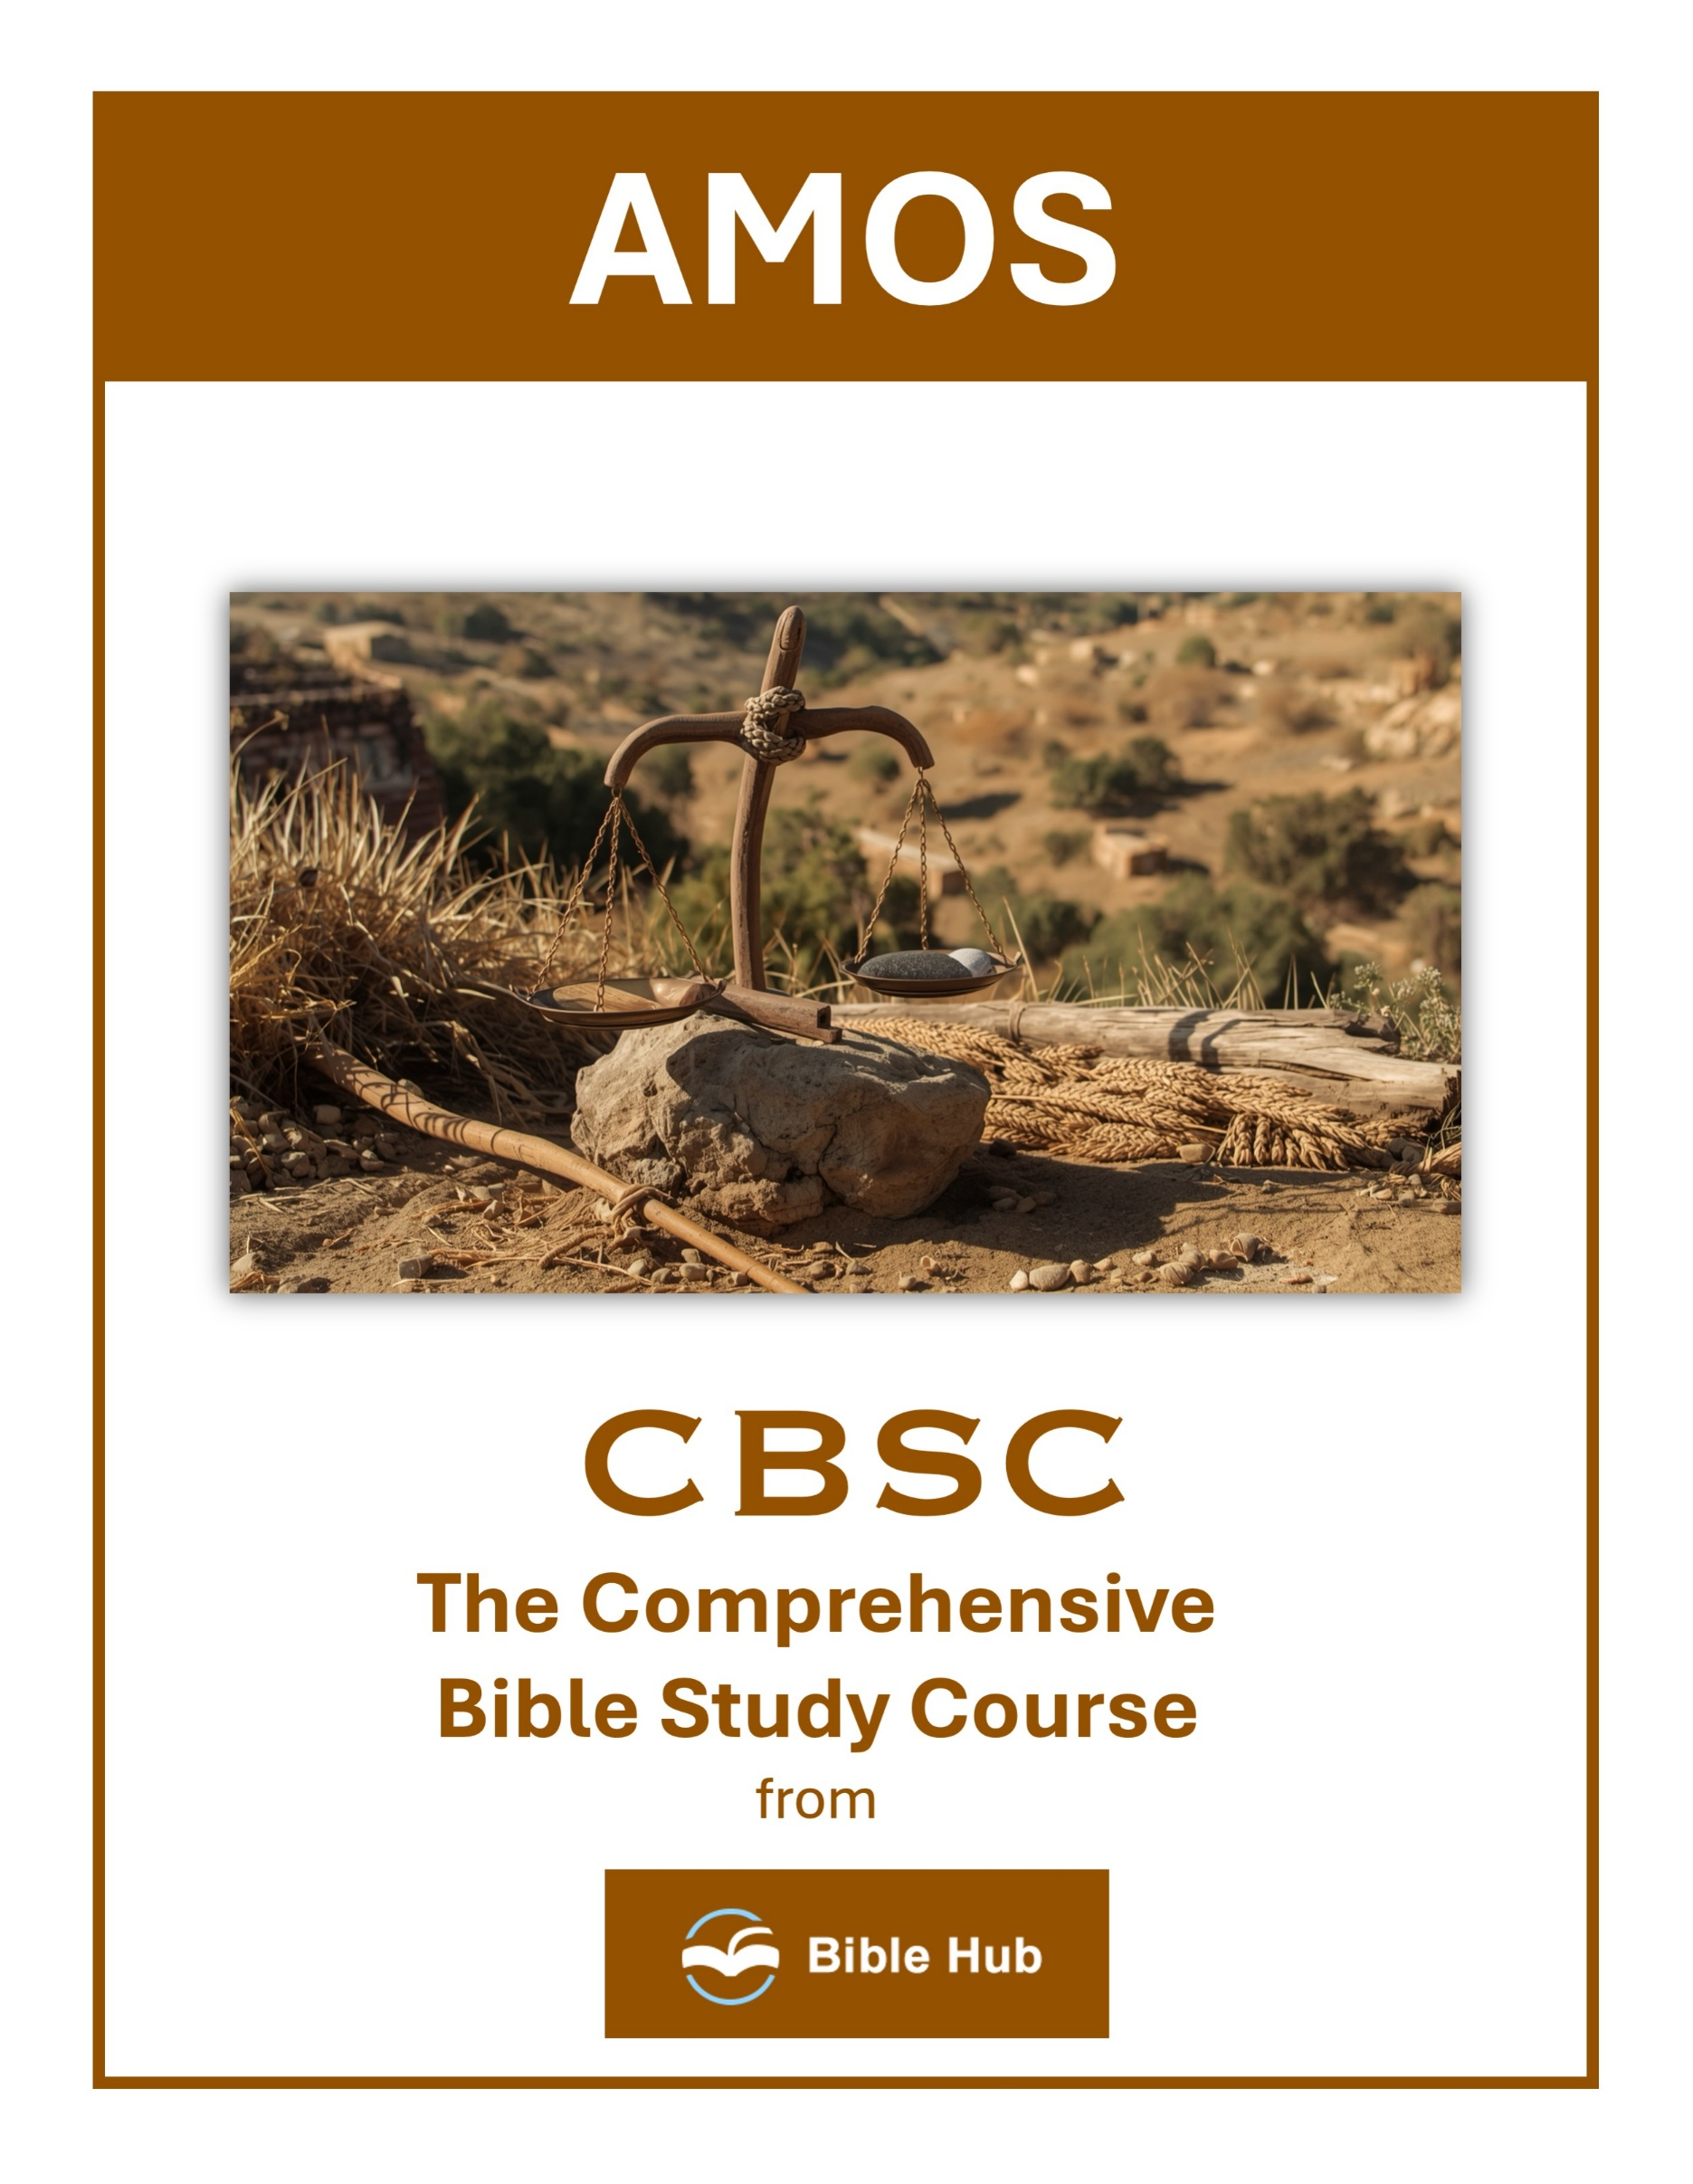 AMOS
CBSC
The Comprehensive
Bible Study Course
from
Bible Hub